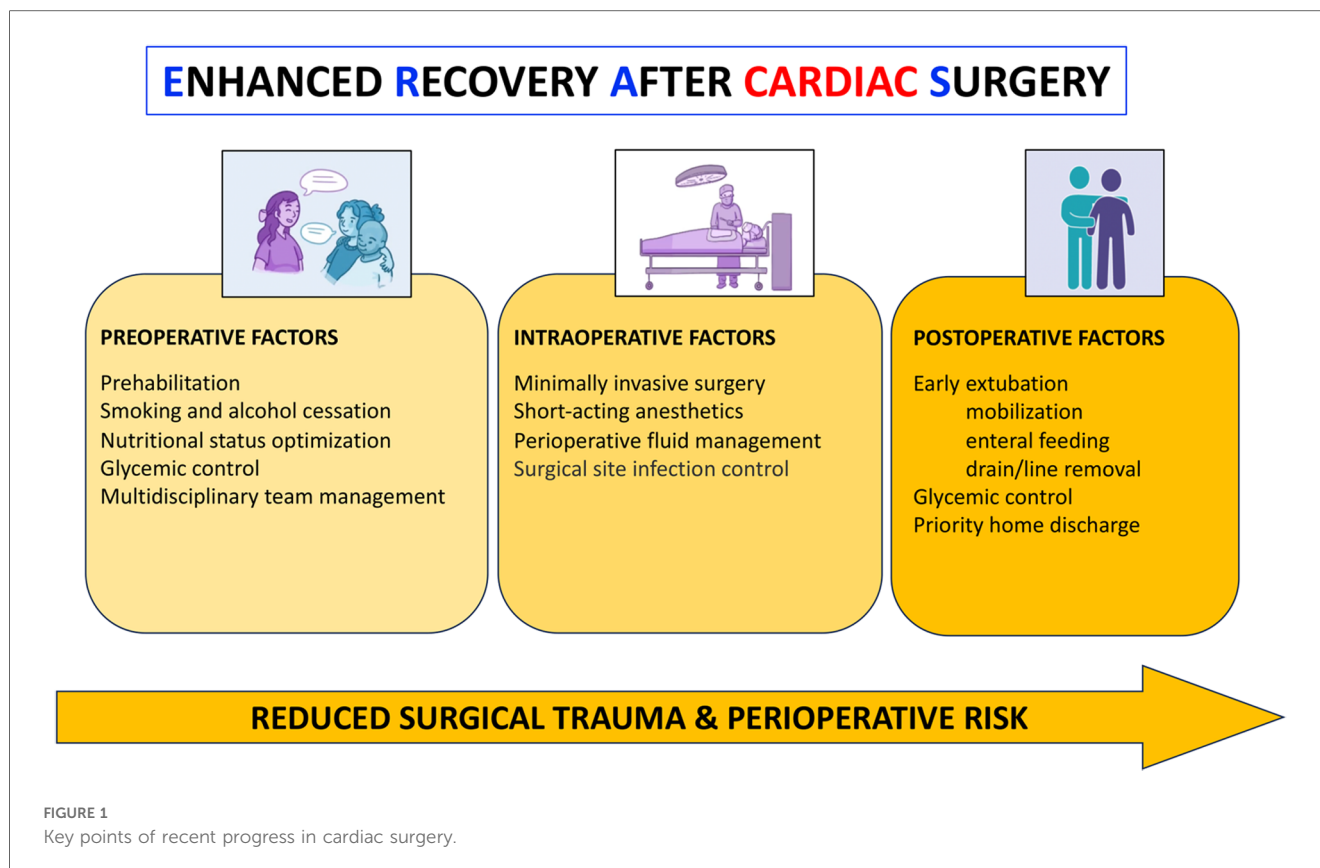 ENHANCED RECOVERY AFTER CARDIAC SURGERY
PREOPERATIVE FACTORS
Prehabilitation
Smoking and alcohol cessation
Nutritional status optimization
Glycemic control
Multidisciplinary team management
INTRAOPERATIVE FACTORS
Minimally invasive surgery
Short-acting anesthetics
Perioperative fluid management
Surgical site infection control
POSTOPERATIVE FACTORS
Early extubation
mobilization
enteral feeding
drain/line removal
Glycemic control
Priority home discharge
REDUCED SURGICAL TRAUMA & PERIOPERATIVE RISK
FIGURE 1
Key points of recent progress in cardiac surgery.